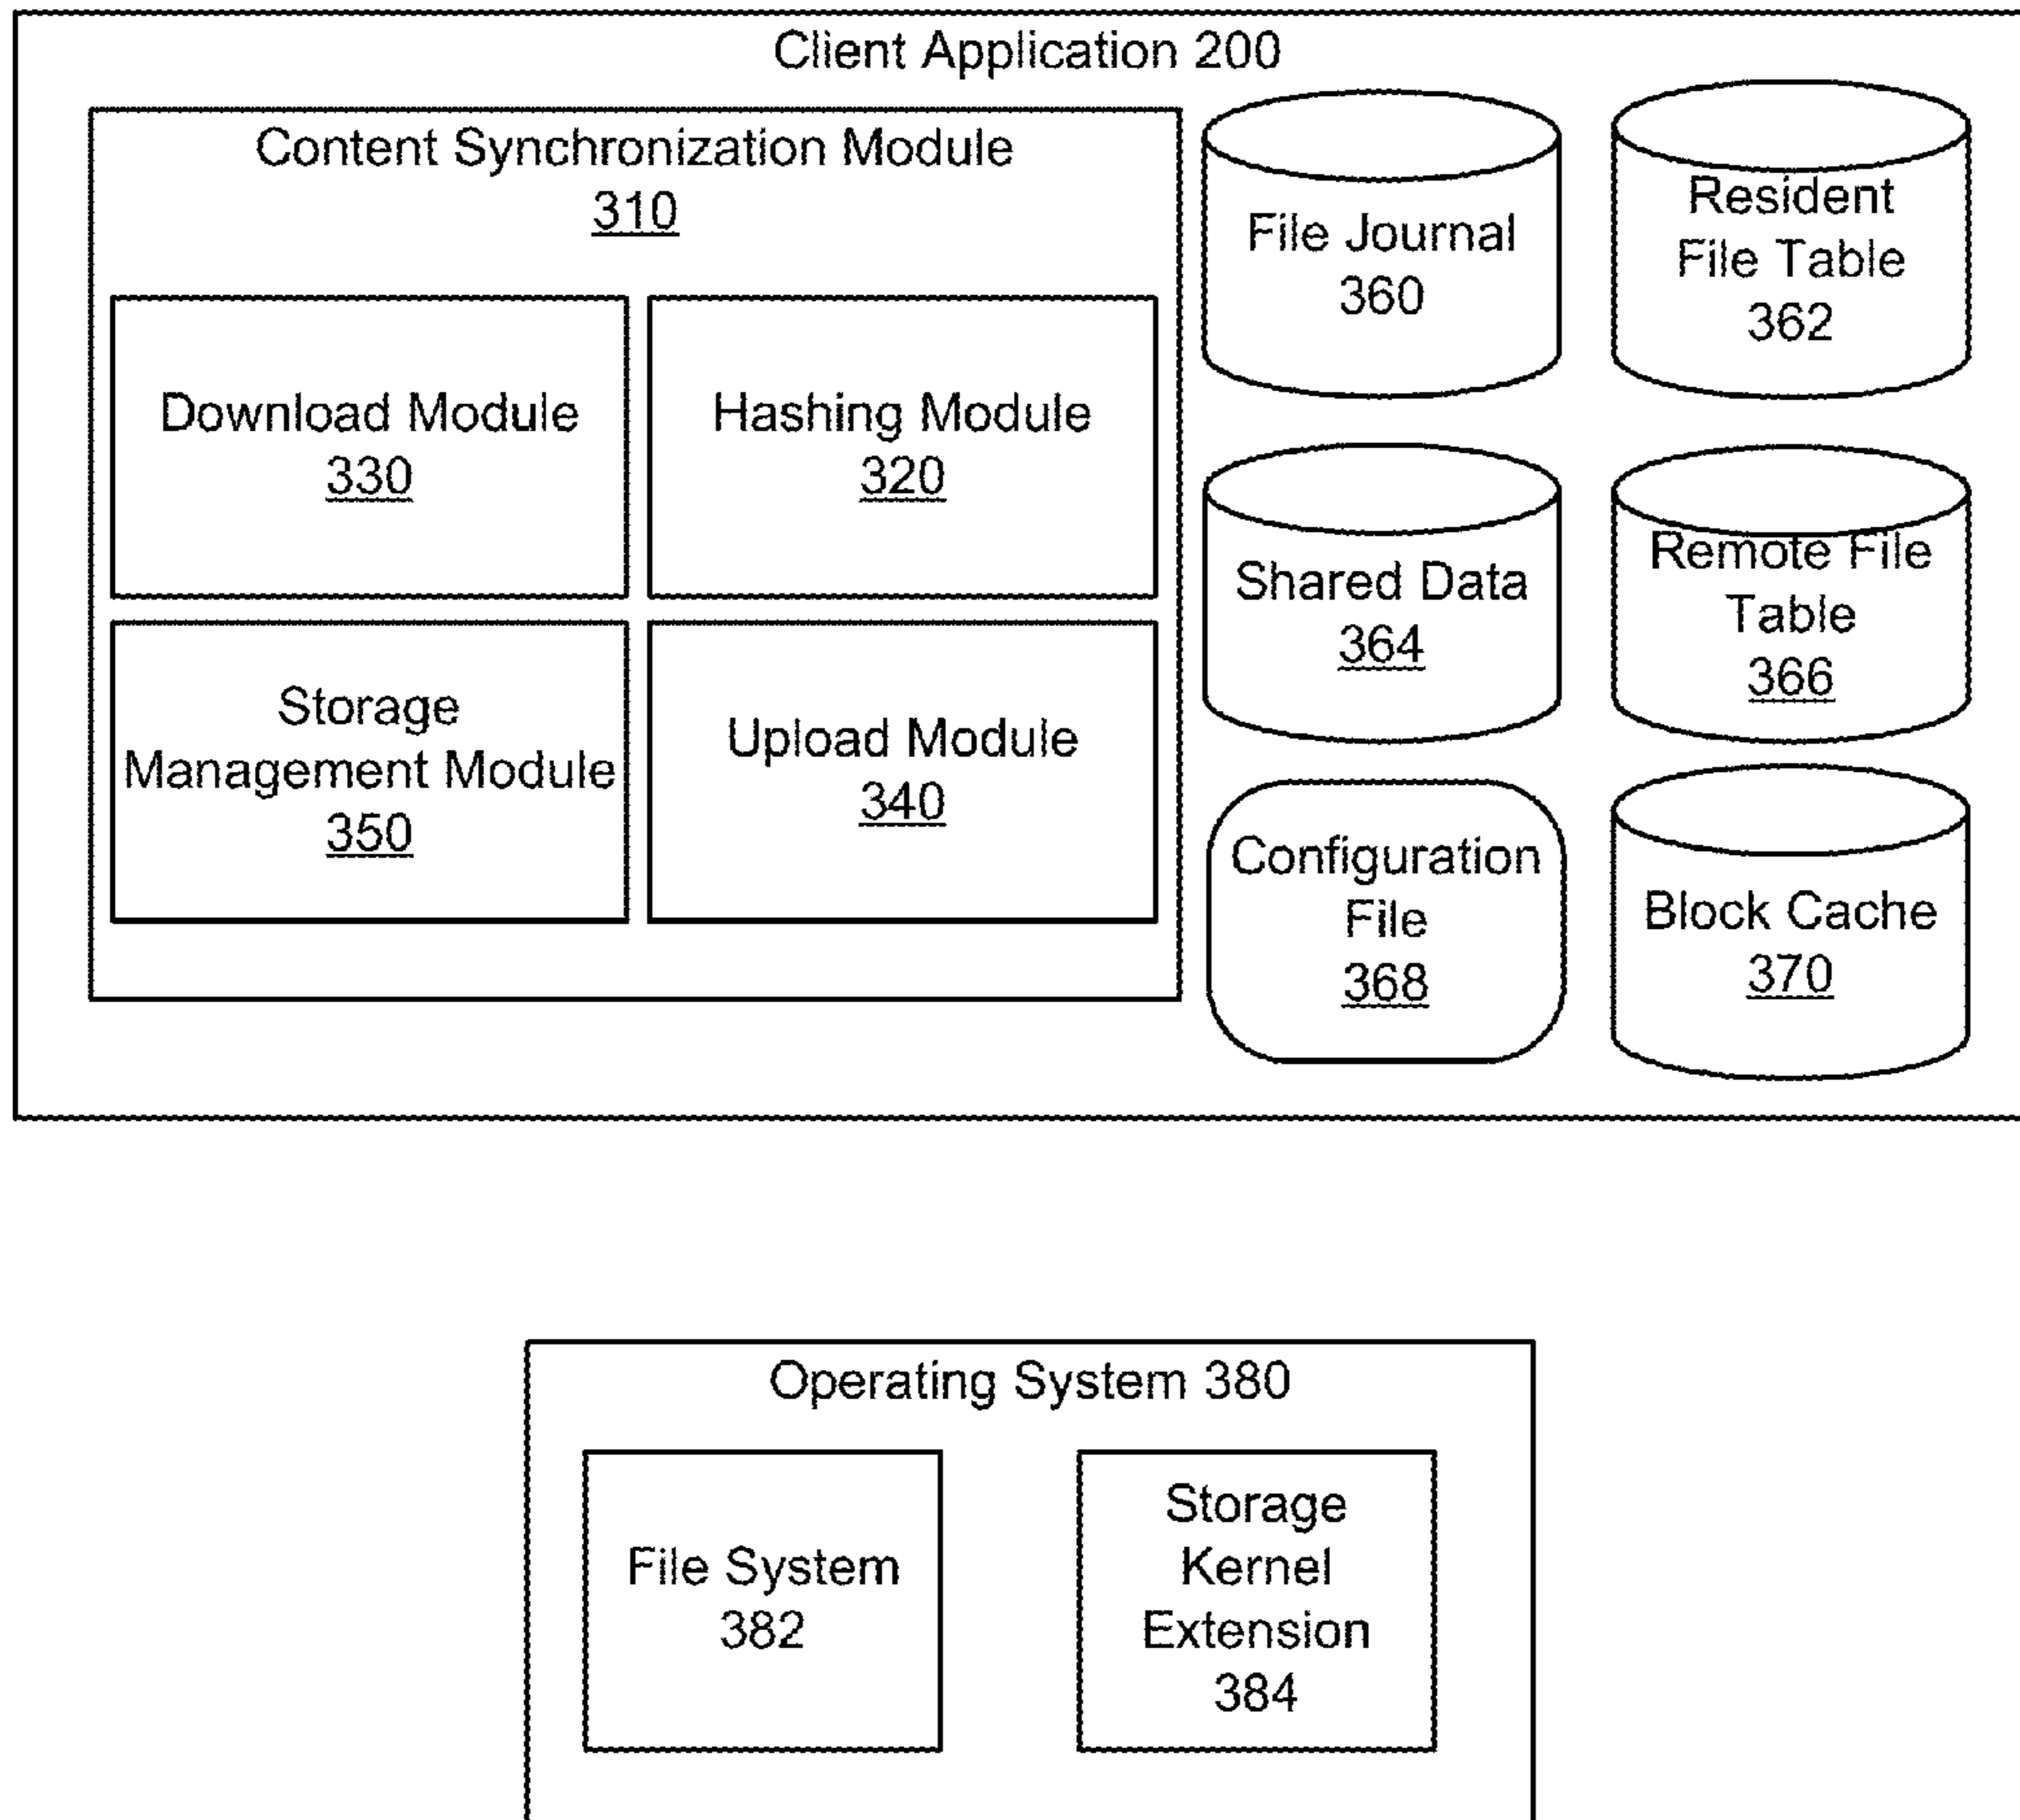 Client Application 200
Content Synchronization Module
310
Download Module
330
Hashing Module
320
Storage
Management Module
350
Upload Module
340
File Journal
360
Resident
File Table
362
Shared Data
364
Remote File
Table
366
Configuration
File
368
Block Cache
370
Operating System 380
File System
382
Storage
Kernel
Extension
384